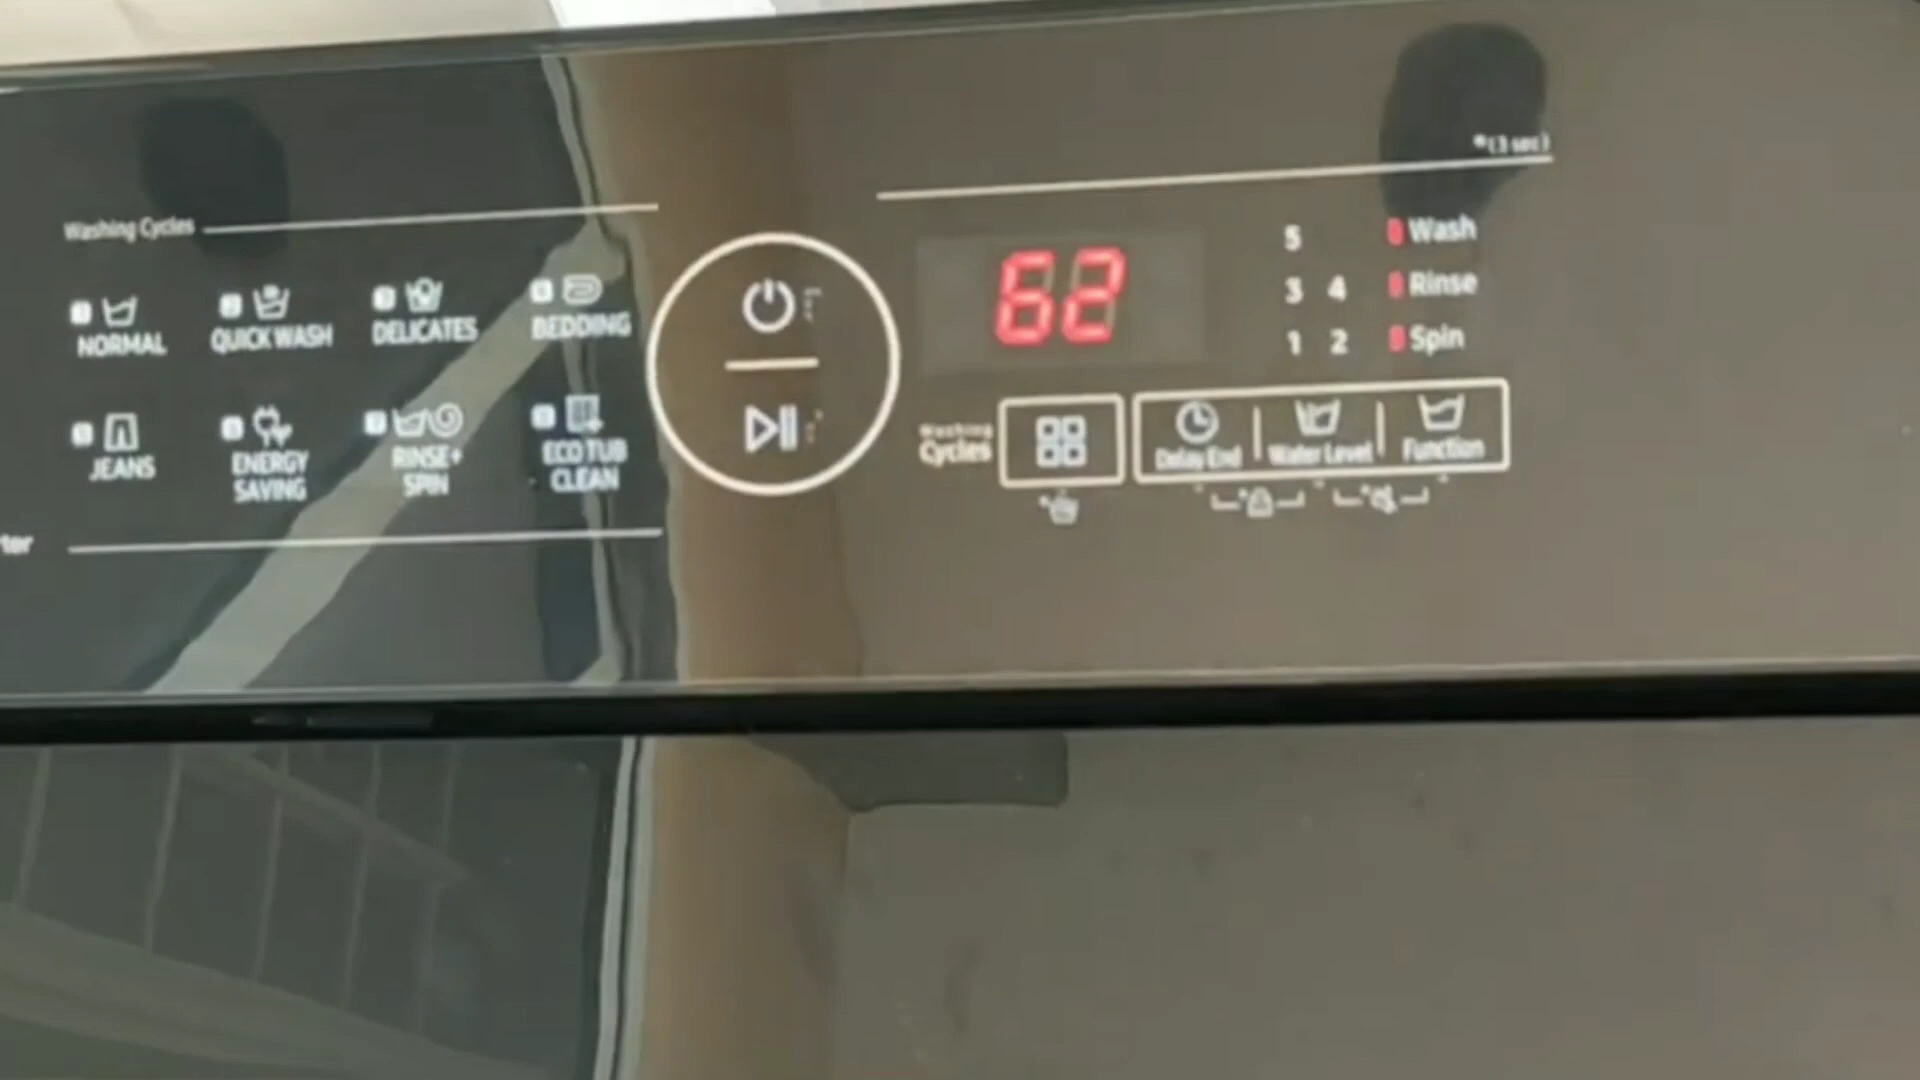 Washing Cycles
NORMAL
QUICK WASH
DELICATES
BEDDING
JEANS
ENERGY
SAVING
RINSE+
SPIN
ECO TUB
CLEAN
ter
*(3 sec)
62
5
3 4
1 2
Wash
Rinse
Spin
Washing
Cycles
Delay End
Water Level
Function